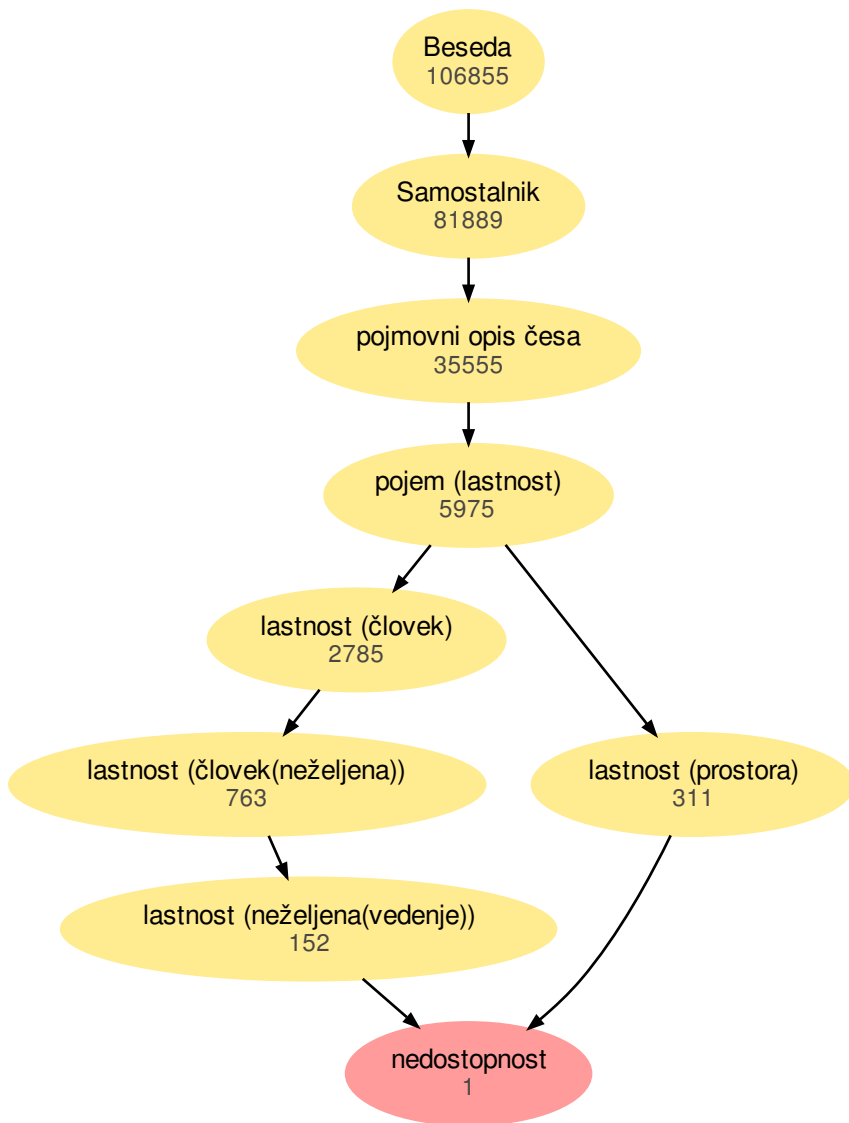 Beseda
106855
Samostalnik
81889
pojmovni opis česa
35555
pojem (lastnost)
5975
lastnost (človek)
2785
lastnost (človek(neželjena))
763
lastnost (prostora)
311
lastnost (neželjena(vedenje))
152
nedostopnost
1